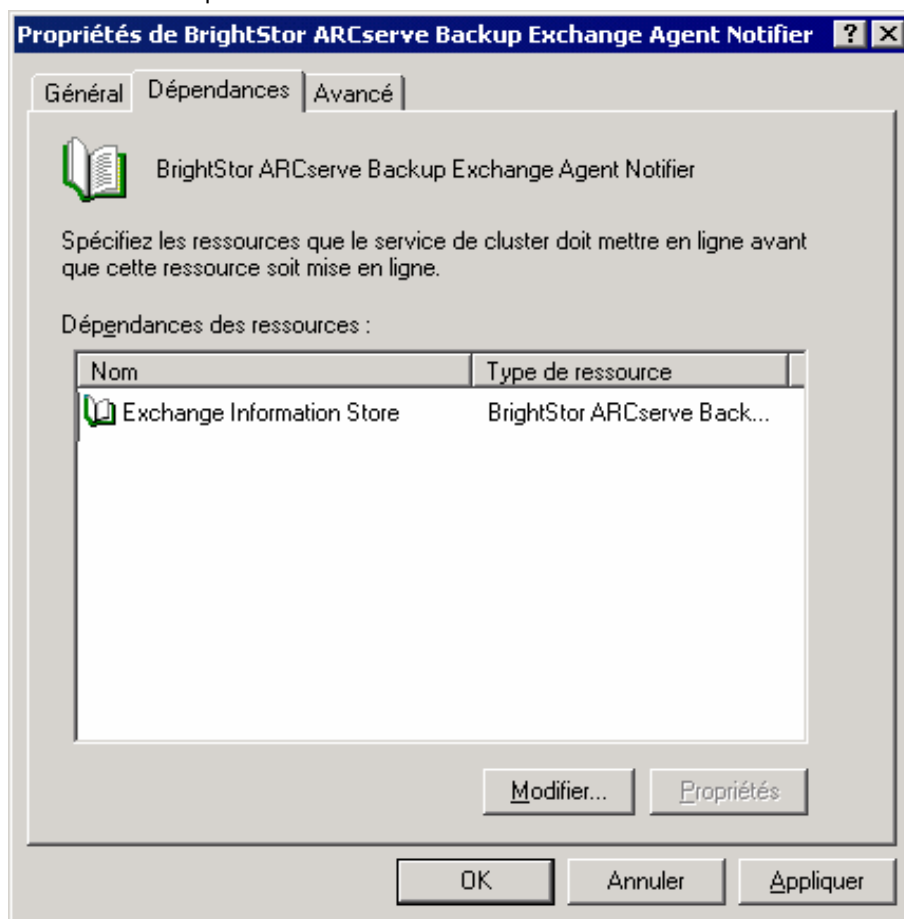 Propriétés de BrightStor ARCserve Backup Exchange Agent Notifier
Général Dépendances Avancé
BrightStor ARCserve Backup Exchange Agent Notifier
Spécifiez les ressources que le service de cluster doit mettre en ligne avant
que cette ressource soit mise en ligne.
Dépendances des ressources :
Nom Type de ressource
Exchange Information Store BrightStor ARCserve Back...
Modifier... Propriétés
OK Annuler Appliquer